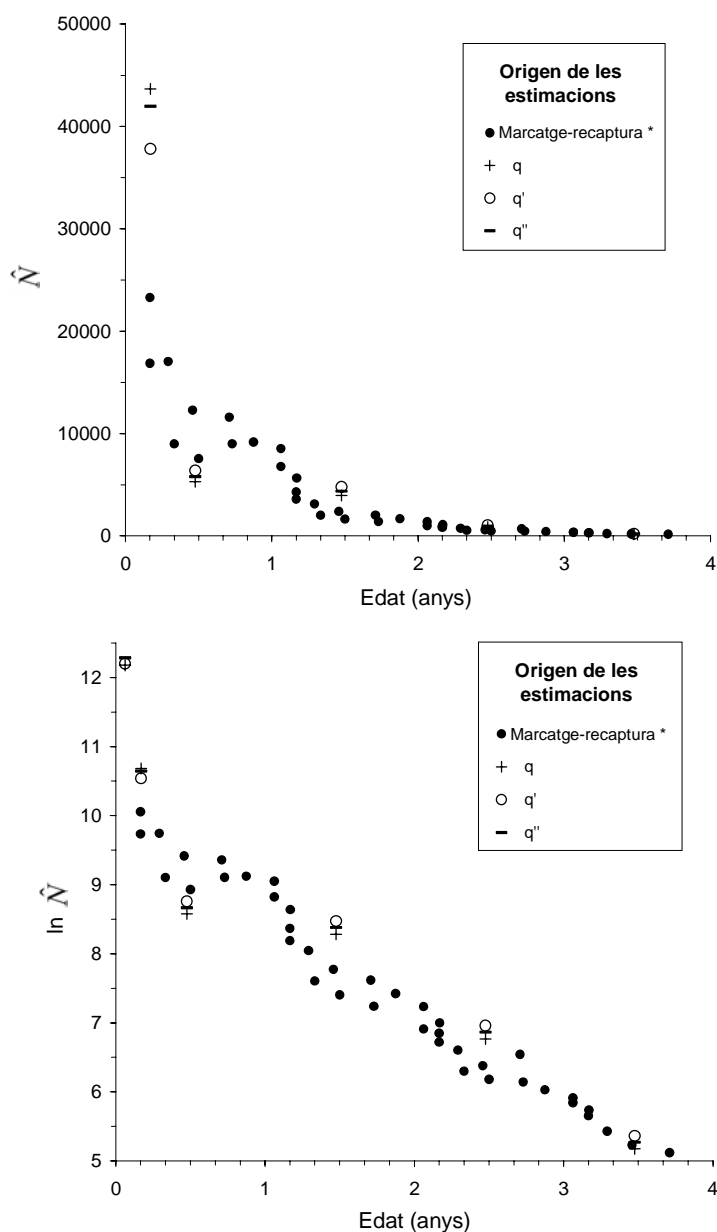 50000
40000
30000
20000
10000
0
N̂
0 1 2 3 4
Edat (anys)
Origen de les
estimacions
Marcatge-recaptura *
q
q'
q''
12
11
10
9
8
7
6
5
ln N̂
0 1 2 3 4
Edat (anys)
Origen de les
estimacions
Marcatge-recaptura *
q
q'
q''